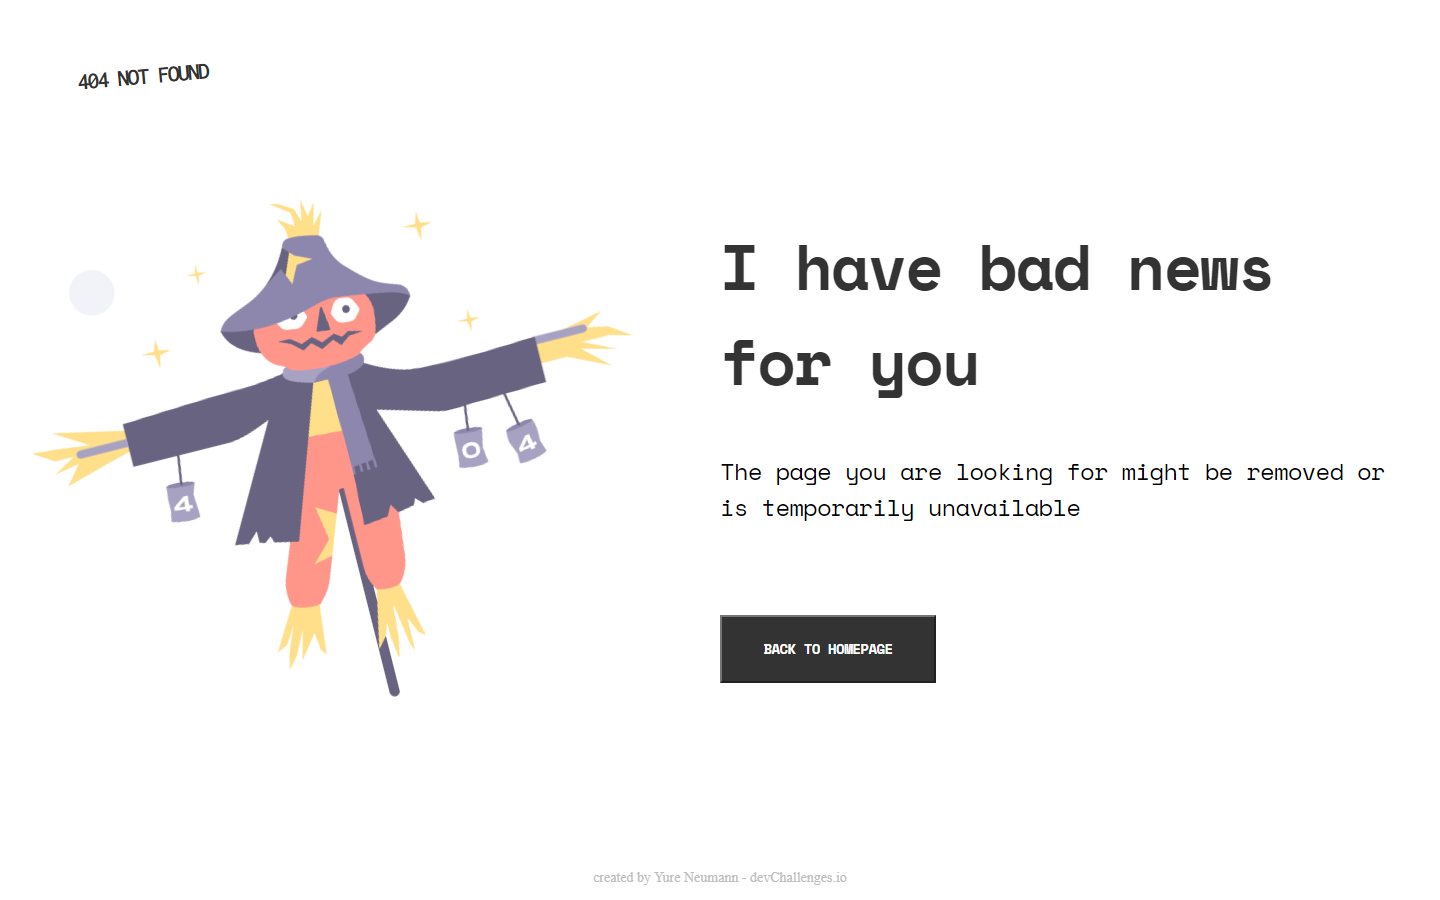 404 NOT FOUND
I have bad news
for you
4
0
4
The page you are looking for might be removed or
is temporarily unavailable
BACK TO HOMEPAGE
created by Yure Neumann - devChallenges.io